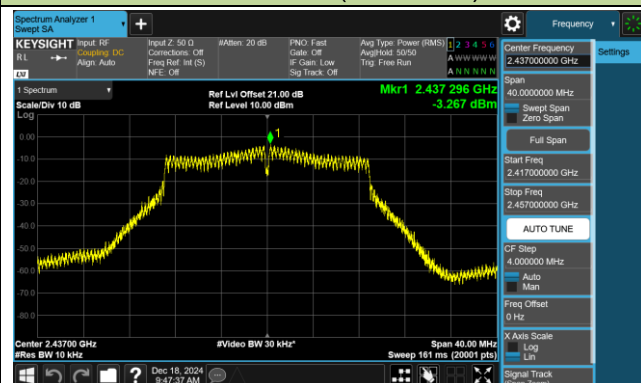 Spectrum Analyzer 1
Swept SA
+
Frequency
KEYSIGHT
RL
LXI
Input: RF
Coupling: DC
Align: Auto
Input Z: 50 Ω
Corrections: Off
Freq Ref: Int (S)
NFE: Off
#Atten: 20 dB
PNO: Fast
Gate: Off
IF Gain: Low
Sig Track: Off
Avg Type: Power (RMS)
Avg|Hold: 50/50
Trig: Free Run
1 2 3 4 5 6
A W W W W W
A N N N N N
Center Frequency
2.437000000 GHz
Settings
Span
40.0000000 MHz
Swept Span
Zero Span
Full Span
Start Freq
2.417000000 GHz
Stop Freq
2.457000000 GHz
AUTO TUNE
CF Step
4.000000 MHz
Auto
Man
Freq Offset
0 Hz
X Axis Scale
Log
Lin
Signal Track
1 Spectrum
Scale/Div 10 dB
Log
Ref Lvl Offset 21.00 dB
Ref Level 10.00 dBm
Mkr1 2.437 296 GHz
-3.267 dBm
1
0.00
-10.0
-20.0
-30.0
-40.0
-50.0
-60.0
-70.0
-80.0
Center 2.43700 GHz
#Res BW 10 kHz
#Video BW 30 kHz*
Span 40.00 MHz
Sweep 161 ms (20001 pts)
?
Dec 18, 2024
9:47:37 AM